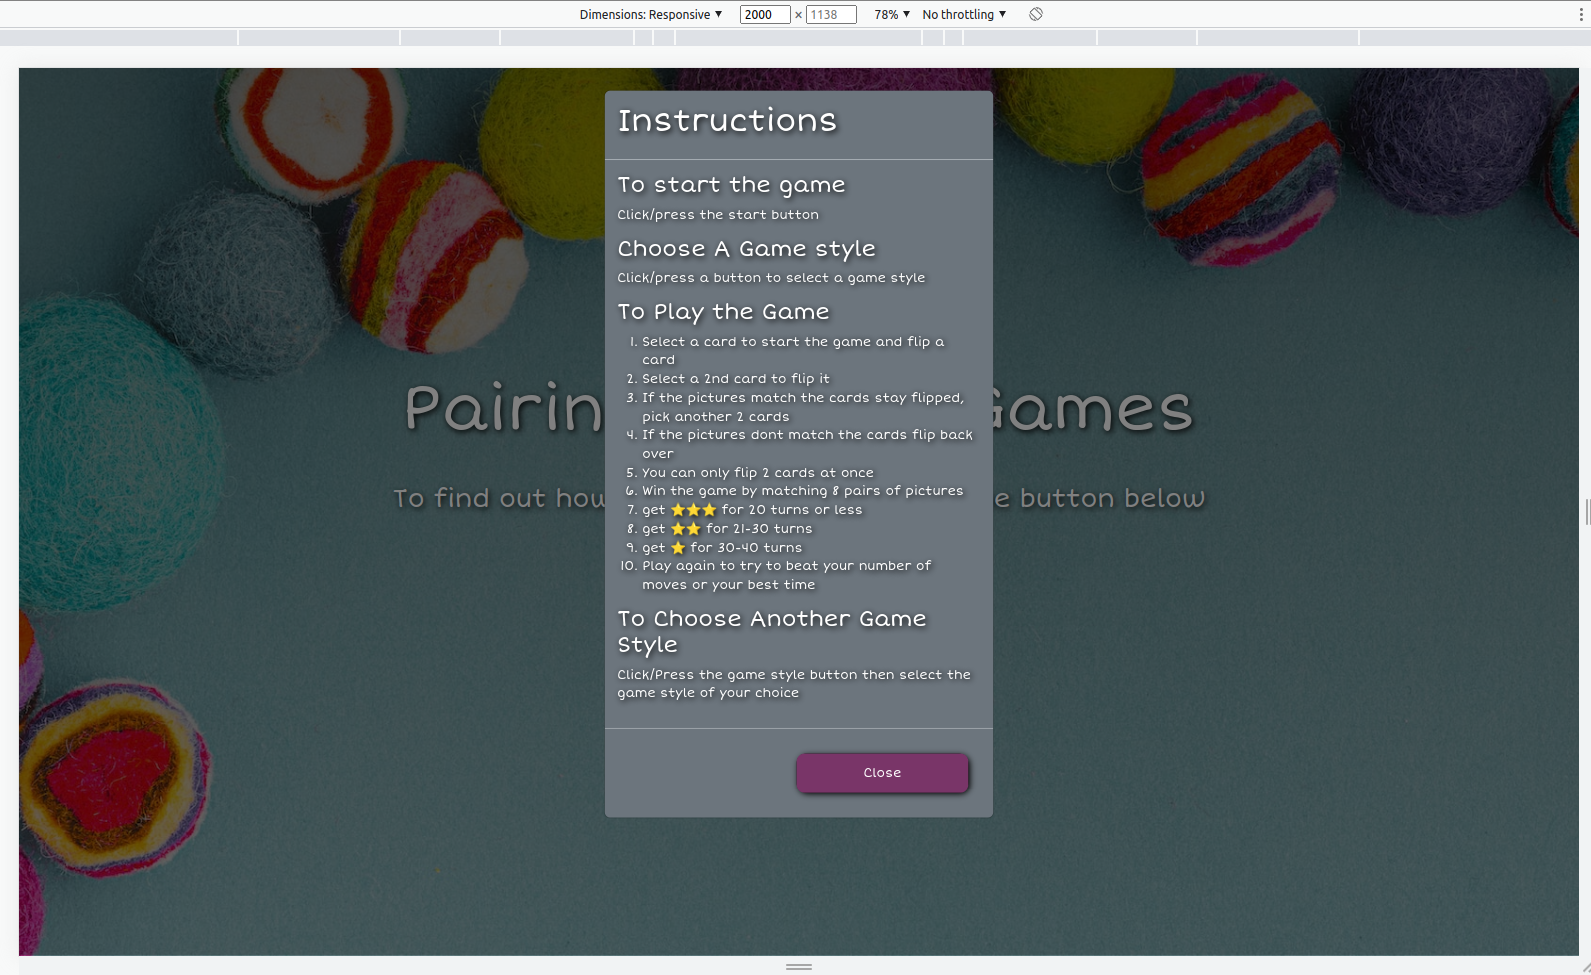 Dimensions: Responsive ▼ 2000 × 1138 78% ▼ No throttling ▼
Instructions
To start the game
Click/press the start button
Choose A Game style
Click/press a button to select a game style
To Play the Game
1. Select a card to start the game and flip a
card
2. Select a 2nd card to flip it
3. If the pictures match the cards stay flipped,
pick another 2 cards
4. If the pictures dont match the cards flip back
over
5. You can only flip 2 cards at once
6. Win the game by matching 8 pairs of pictures
7. get ⭐⭐⭐ for 20 turns or less
8. get ⭐⭐ for 21-30 turns
9. get ⭐ for 30-40 turns
10. Play again to try to beat your number of
moves or your best time
To Choose Another Game
Style
Click/Press the game style button then select the
game style of your choice
Close
Games
To find out how button below